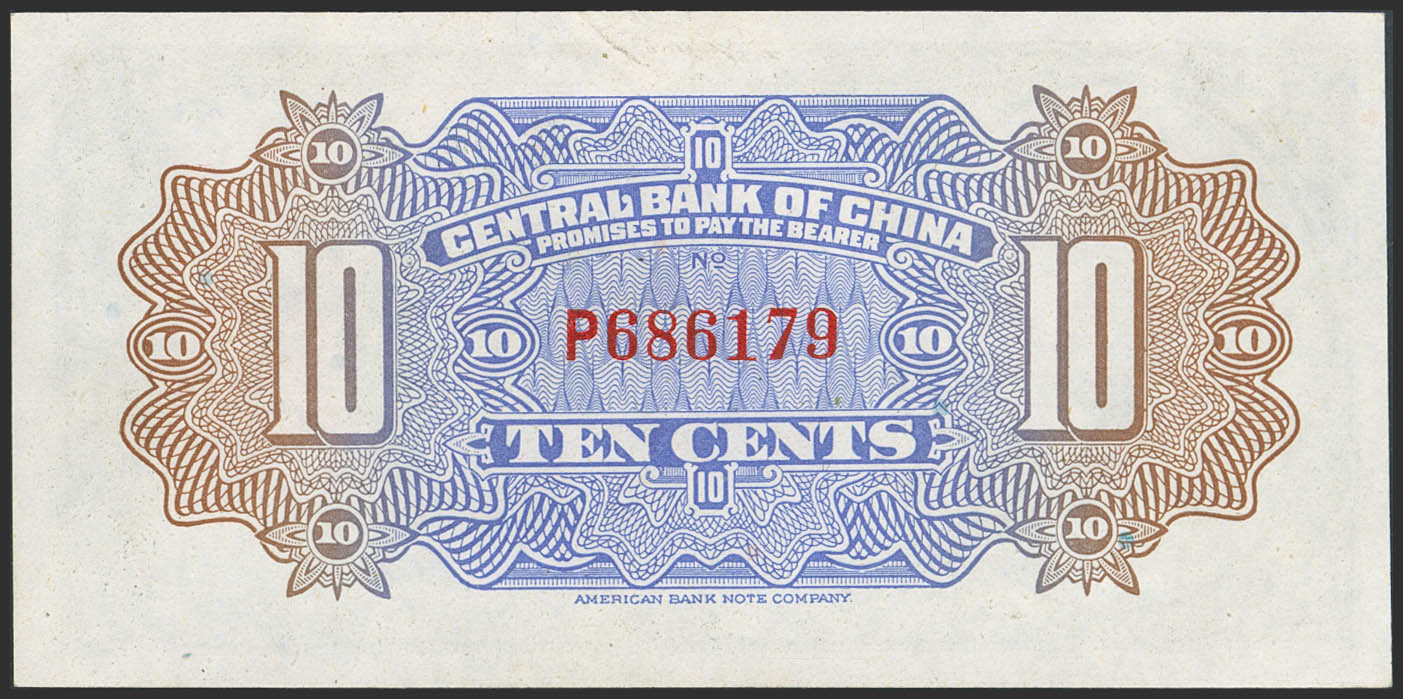 10 10
10
CENTRAL BANK OF CHINA
PROMISES TO PAY THE BEARER
No
10 10
P686179
10 10 10 10
TEN CENTS
10
10 10
AMERICAN BANK NOTE COMPANY.